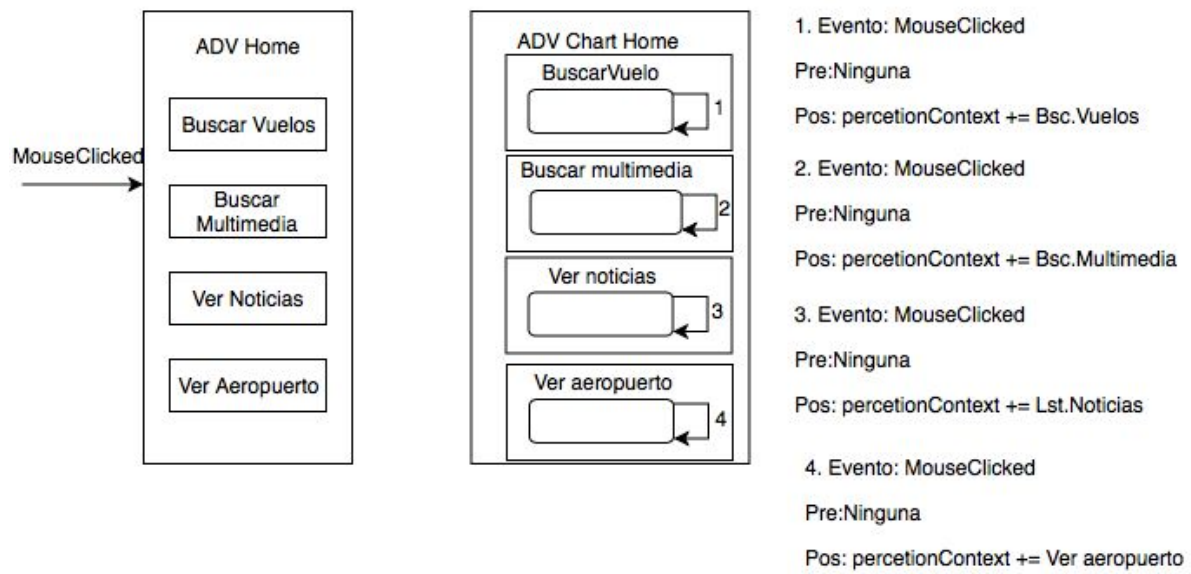 ADV Home
Buscar Vuelos
MouseClicked
Buscar
Multimedia
Ver Noticias
Ver Aeropuerto
ADV Chart Home
BuscarVuelo
1
Buscar multimedia
2
Ver noticias
3
Ver aeropuerto
4
1. Evento: MouseClicked
Pre:Ninguna
Pos: percetionContext += Bsc.Vuelos
2. Evento: MouseClicked
Pre:Ninguna
Pos: percetionContext += Bsc.Multimedia
3. Evento: MouseClicked
Pre:Ninguna
Pos: percetionContext += Lst.Noticias
4. Evento: MouseClicked
Pre:Ninguna
Pos: percetionContext += Ver aeropuerto